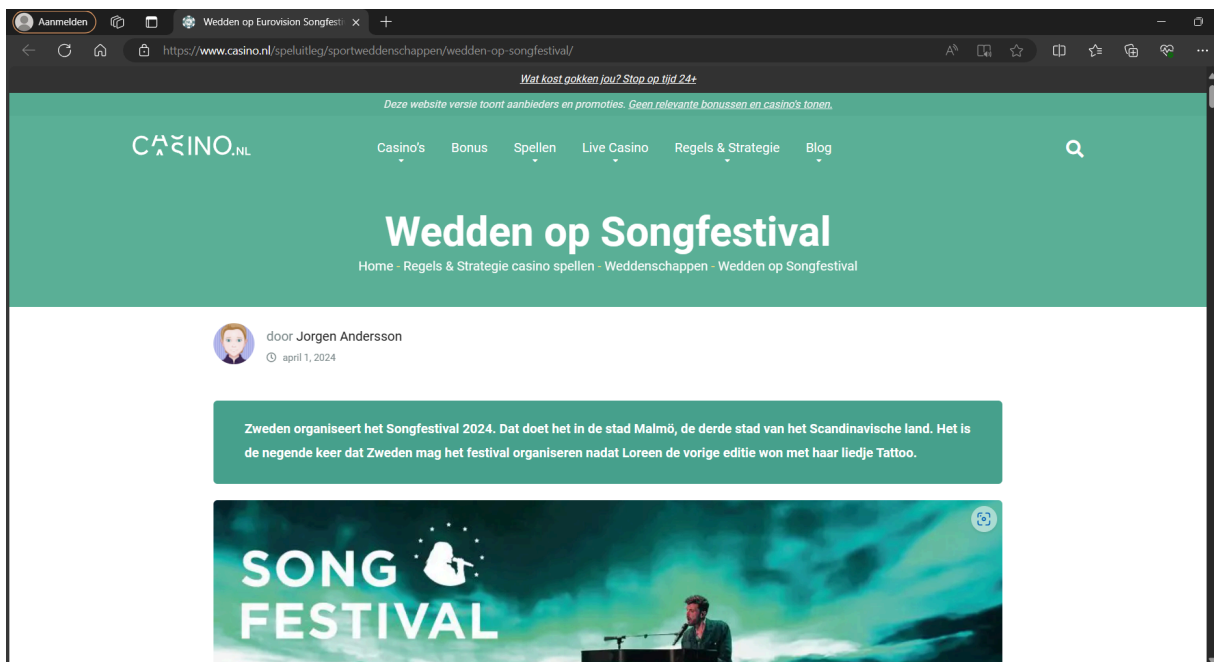 Aanmelden
Wedden op Eurovision Songfesti
https://www.casino.nl/speluitleg/sportweddenschappen/wedden-op-songfestival/
Wat kost gokken jou? Stop op tijd 24+
Deze website versie toont aanbieders en promoties. Geen relevante bonussen en casino's tonen.
CASINO.NL
Casino's Bonus Spellen Live Casino Regels & Strategie Blog
Wedden op Songfestival
Home - Regels & Strategie casino spellen - Weddenschappen - Wedden op Songfestival
door Jorgen Andersson
april 1, 2024
Zweden organiseert het Songfestival 2024. Dat doet het in de stad Malmö, de derde stad van het Scandinavische land. Het is
de negende keer dat Zweden mag het festival organiseren nadat Loreen de vorige editie won met haar liedje Tattoo.
SONG
FESTIVAL